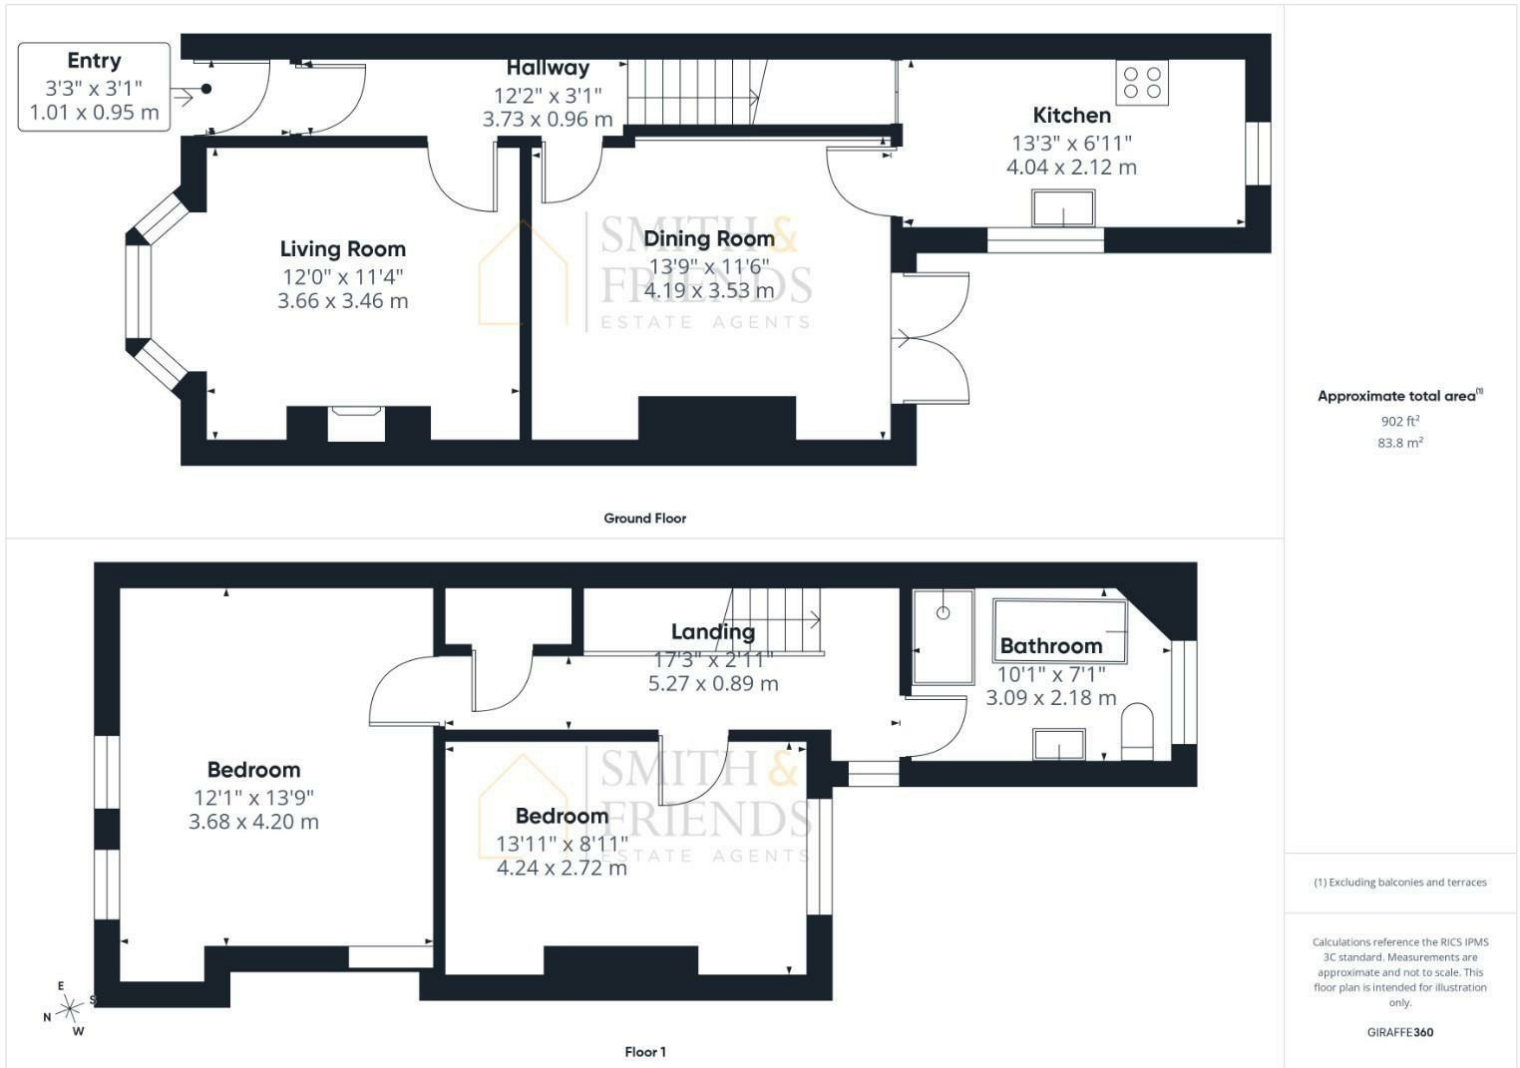 Entry
3'3" x 3'1"
1.01 x 0.95 m
Hallway
12'2" x 3'1"
3.73 x 0.96 m
Kitchen
13'3" x 6'11"
4.04 x 2.12 m
Living Room
12'0" x 11'4"
3.66 x 3.46 m
Dining Room
13'9" x 11'6"
4.19 x 3.53 m
SMITH &
FRIENDS
ESTATE AGENTS
Ground Floor
Landing
17'3" x 2'11"
5.27 x 0.89 m
Bathroom
10'1" x 7'1"
3.09 x 2.18 m
Bedroom
12'1" x 13'9"
3.68 x 4.20 m
Bedroom
13'11" x 8'11"
4.24 x 2.72 m
SMITH &
FRIENDS
ESTATE AGENTS
E
S
N
W
Floor 1
Approximate total area(1)
902 ft²
83.8 m²
(1) Excluding balconies and terraces
Calculations reference the RICS IPMS
3C standard. Measurements are
approximate and not to scale. This
floor plan is intended for illustration
only.
GIRAFFE360